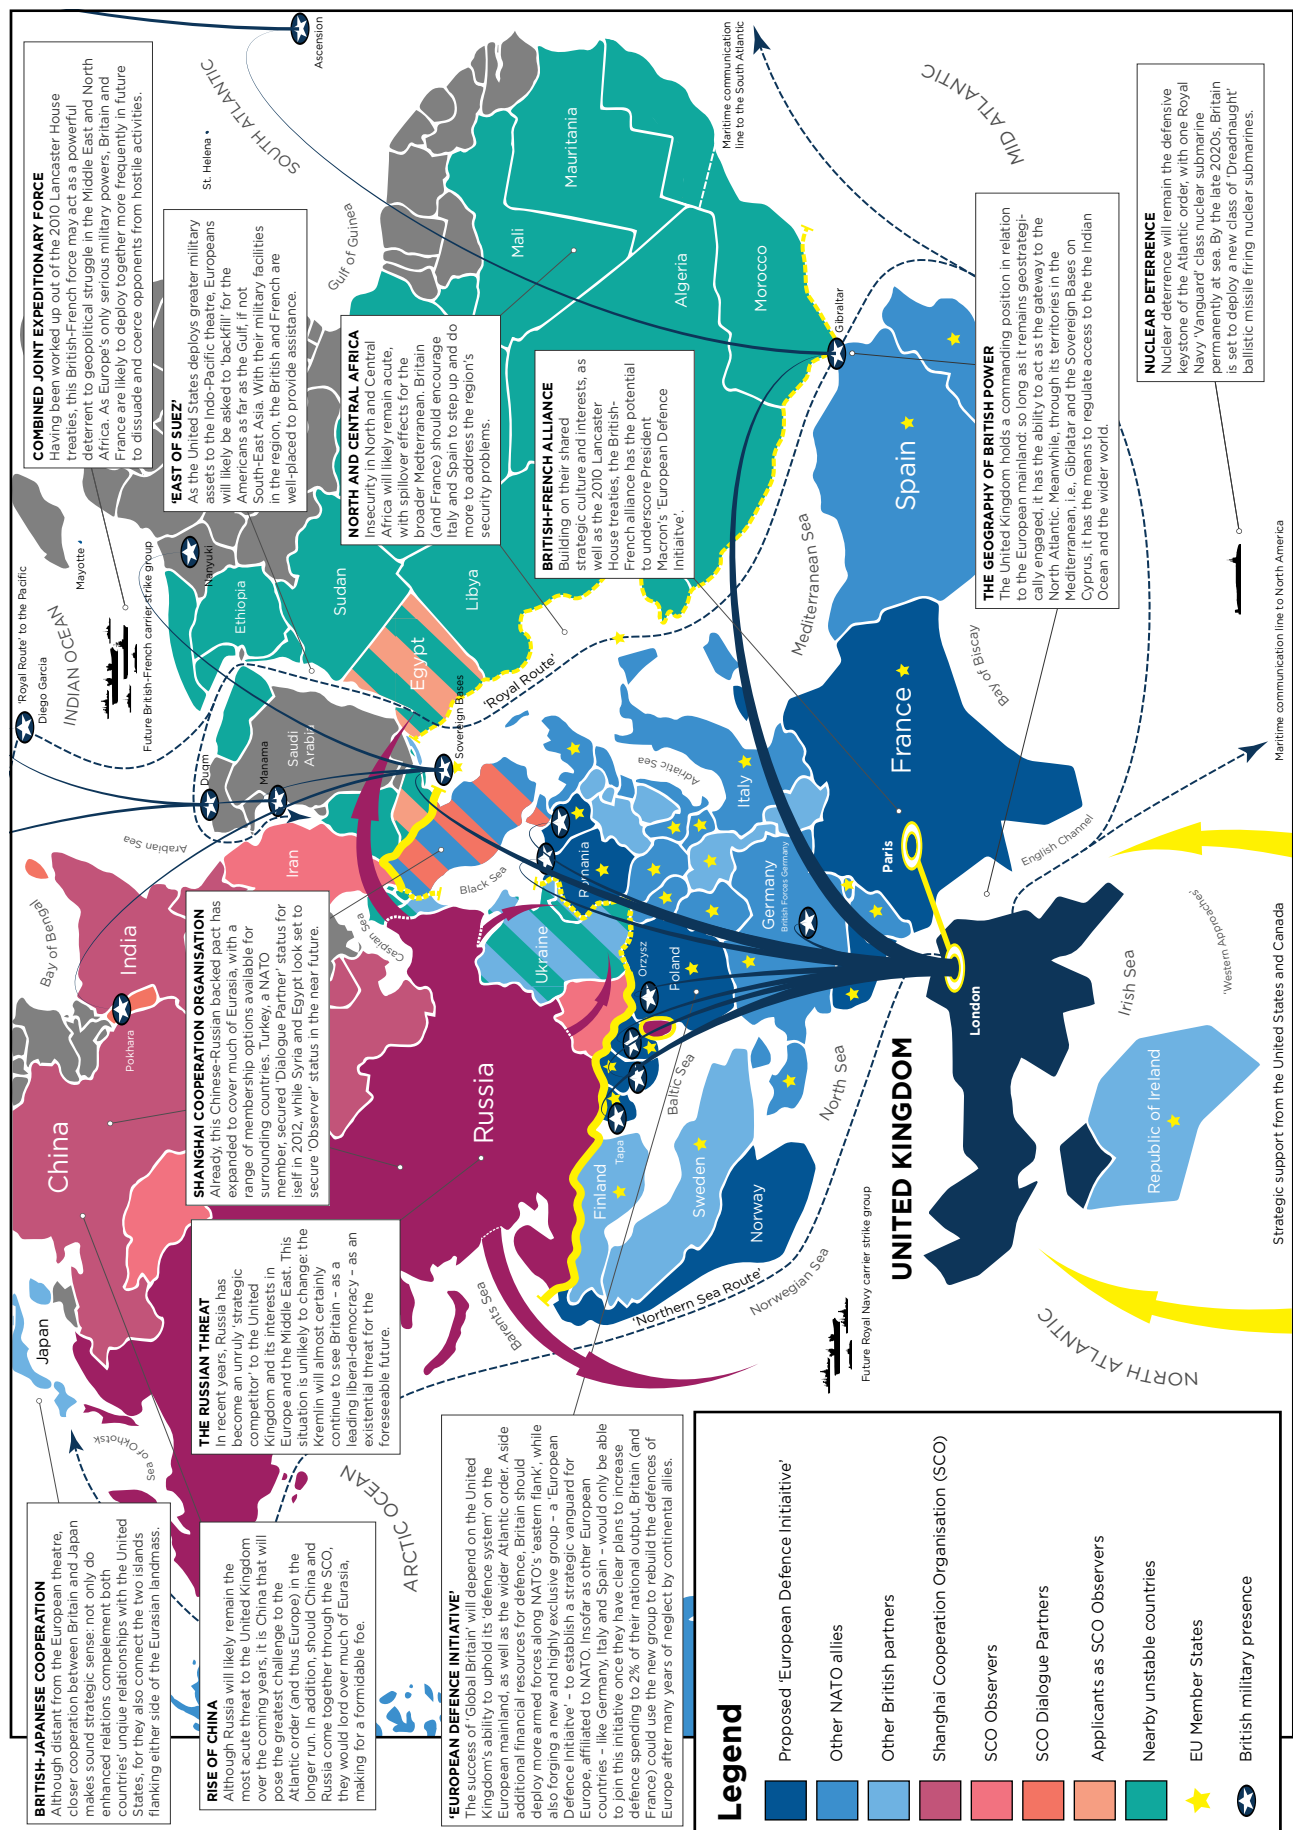 BRITISH-JAPANESE COOPERATION
Although distant from the European theatre,
closer cooperation between Britain and Japan
makes sound strategic sense: not only do
enhanced relations compelement both
countries' unqiue relationships with the United
States, for they also connect the two islands
flanking either side of the Eurasian landmass.
RISE OF CHINA
Although Russia will likely remain the
most acute threat to the United Kingdom
over the coming years, it is China that will
pose the greatest challenge to the
Atlantic order (and thus Europe) in the
longer run. In addition, should China and
Russia come together through the SCO,
they would lord over much of Eurasia,
making for a formidable foe.
'EUROPEAN DEFENCE INITIATIVE'
The success of 'Global Britain' will depend on the United
Kingdom's ability to uphold its 'defence system' on the
European mainland, as well as the wider Atlantic order. Aside
additional financial resources for defence, Britain should
deploy more armed forces along NATO's 'eastern flank', while
also forging a new and highly exclusive group – a 'European
Defence Initiaitve' – to establish a strategic vanguard for
Europe, affiliated to NATO. Insofar as other European
countries – like Germany, Italy and Spain – would only be able
to join this initiative once they have clear plans to increase
defence spending to 2% of their national output, Britain (and
France) could use the new group to rebuild the defences of
Europe after many years of neglect by continental allies.
THE RUSSIAN THREAT
In recent years, Russia has
become an unruly 'strategic
competitor' to the United
Kingdom and its interests in
Europe and the Middle East. This
situation is unlikely to change: the
Kremlin will almost certainly
continue to see Britain – as a
leading liberal-democracy – as an
existential threat for the
foreseeable future.
SHANGHAI COOPERATION ORGANISATION
Already, this Chinese-Russian backed pact has
expanded to cover much of Eurasia, with a
range of membership options available for
surrounding countries. Turkey, a NATO
member, secured 'Dialogue Partner' status for
iself in 2012, while Syria and Egypt look set to
secure 'Observer' status in the near future.
COMBINED JOINT EXPEDITIONARY FORCE
Having been worked up out of the 2010 Lancaster House
treaties, this British-French force may act as a powerful
deterrent to geopolitical struggle in the Middle East and North
Africa. As Europe's only serious military powers, Britain and
France are likely to deploy together more frequently in future
to dissuade and coerce opponents from hostile activities.
'EAST OF SUEZ'
As the United States deploys greater military
assets to the Indo-Pacific theatre, Europeans
will likely be asked to 'backfill' for the
Americans as far as the Gulf, if not
South-East Asia. With their military facilities
in the region, the British and French are
well-placed to provide assistance.
NORTH AND CENTRAL AFRICA
Insecurity in North and Central
Africa will likely remain acute,
with spillover effects for the
broader Medterranean. Britain
(and France) should encourage
Italy and Spain to step up and do
more to address the region's
security problems.
BRITISH-FRENCH ALLIANCE
Building on their shared
strategic culture and interests, as
well as the 2010 Lancaster
House treaties, the British-
French alliance has the potential
to underscore President
Macron's 'European Defence
Initiaitve'.
THE GEOGRAPHY OF BRITISH POWER
The United Kingdom holds a commanding position in relation
to the European mainland: so long as it remains geostrategi-
cally engaged, it has the ability to act as the gateway to the
North Atlantic. Meanwhile, through its territories in the
Mediterranean, i.e., Gibrlatar and the Sovereign Bases on
Cyprus, it has the means to regulate access to the the Indian
Ocean and the wider world.
NUCLEAR DETERRENCE
Nuclear deterrence will remain the defensive
keystone of the Atlantic order, with one Royal
Navy 'Vanguard' class nuclear submarine
permanently at sea. By the late 2020s, Britain
is set to deploy a new class of 'Dreadnaught'
ballistic missile firing nuclear submarines.
Japan
Sea of Okhotsk
China
Bay of Bengal
India
Pokhara
Arabian Sea
Iran
Duqm
Manama
Saudi
Arabia
'Royal Route' to the Pacific
Diego Garcia
INDIAN OCEAN
Mayotte
Future British-French carrier strike group
Nanyuki
Ethiopia
Sudan
Egypt
Libya
St. Helena
SOUTH ATLANTIC
Ascension
Gulf of Guinea
Mali
Mauritania
Algeria
Morocco
Maritime communication
line to the South Atlantic
MID ATLANTIC
Gibraltar
Spain
Mediterranean Sea
'Royal Route'
Sovereign Bases
Black Sea
Caspian Sea
Russia
ARCTIC OCEAN
Barents Sea
Ukraine
Romania
Adriatic Sea
Italy
Germany
British Forces Germany
Orzysz
Poland
Baltic Sea
Tapa
Finland
Sweden
Norway
'Northern Sea Route'
Norwegian Sea
North Sea
France
Bay of Biscay
Paris
English Channel
London
UNITED KINGDOM
Irish Sea
Republic of Ireland
'Western Approaches'
Future Royal Navy carrier strike group
NORTH ATLANTIC
Strategic support from the United States and Canada
Maritime communication line to North America
Legend
Proposed 'European Defence Initiaitive'
Other NATO allies
Other British partners
Shanghai Cooperation Organisation (SCO)
SCO Observers
SCO Dialogue Partners
Applicants as SCO Observers
Nearby unstable countries
EU Member States
British military presence